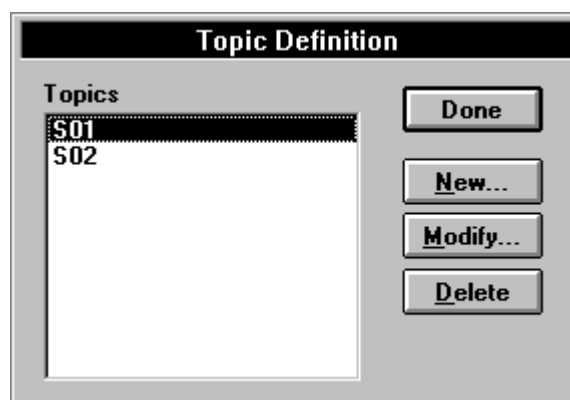 Topic Definition
Topics
S01
S02
Done
New...
Modify...
Delete